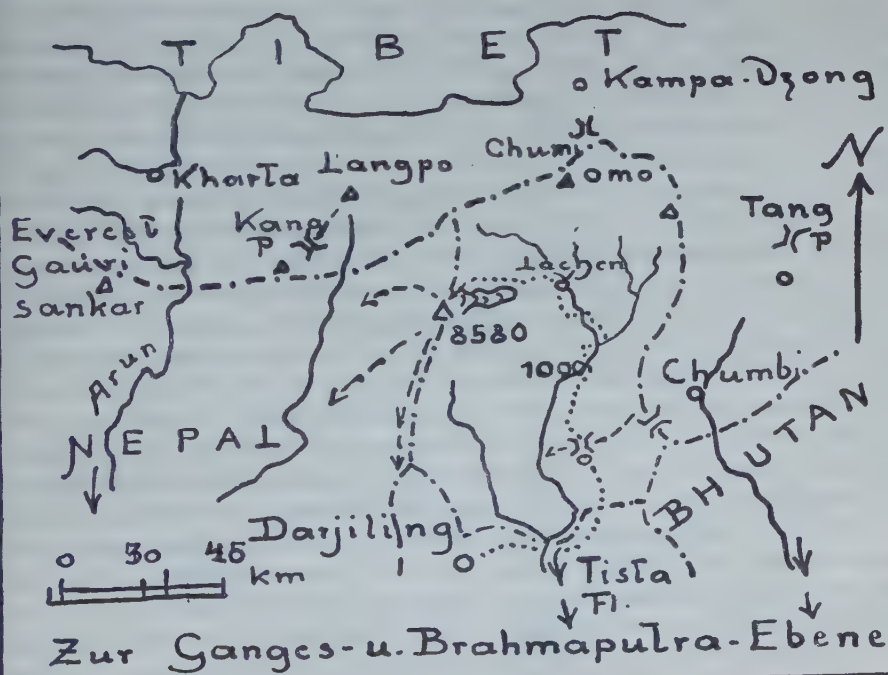 TIBET
Kampa-Dzong
Chumi
omo
Kharta
Langpo
Everest
Gauri
sankar
Kang
P
Tang
P
N
Lachen
8580
1000
Chumbi
Arun
NEPAL
BHUTAN
Darjiling
0 30 45
km
Tista
Fl.
Zur Ganges- u. Brahmaputra-Ebene